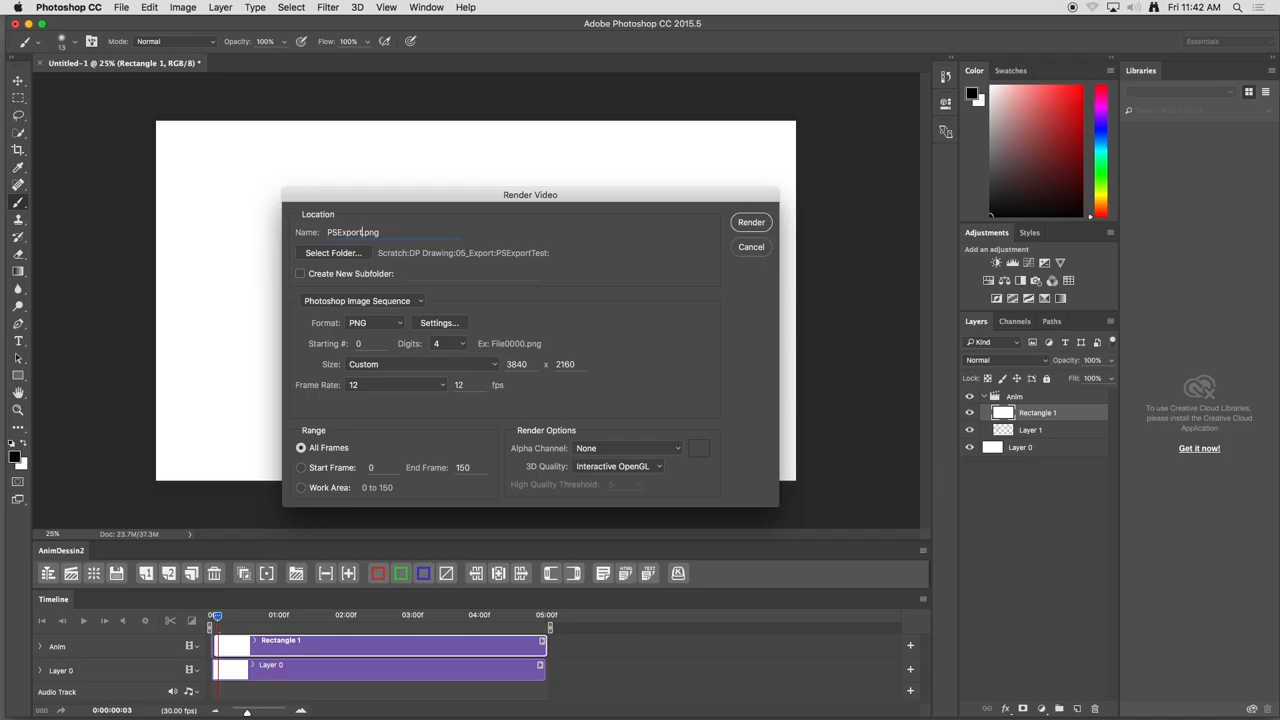 Photoshop CC File Edit Image Layer Type Select Filter 3D View Window Help Fri 11:42 AM
Adobe Photoshop CC 2015.5
13 Mode: Normal Opacity: 100% Flow: 100% Essentials
× Untitled-1 @ 25% (Rectangle 1, RGB/8) *
Color Swatches Libraries
Search Adobe Stock
Render Video
Location
Name: PSExport.png
Render
Select Folder... Scratch:DP Drawing:05_Export:PSExportTest:
Cancel
Create New Subfolder:
Photoshop Image Sequence
Format: PNG Settings...
Starting #: 0 Digits: 4 Ex: File0000.png
Size: Custom 3840 x 2160
Frame Rate: 12 12 fps
Range
All Frames
Start Frame: 0 End Frame: 150
Work Area: 0 to 150
Render Options
Alpha Channel: None
3D Quality: Interactive OpenGL
High Quality Threshold: 5
Adjustments Styles
Add an adjustment
Layers Channels Paths
Kind
Normal Opacity: 100%
Lock: Fill: 100%
Anim
Rectangle 1
Layer 1
Layer 0
To use Creative Cloud Libraries,
please install the Creative Cloud
Application
Get it now!
25% Doc: 23.7M/37.3M
AnimDessin2
Timeline
01:00f 02:00f 03:00f 04:00f 05:00f
Anim Rectangle 1
Layer 0 Layer 0
Audio Track
0:00:00:03 (30.00 fps)